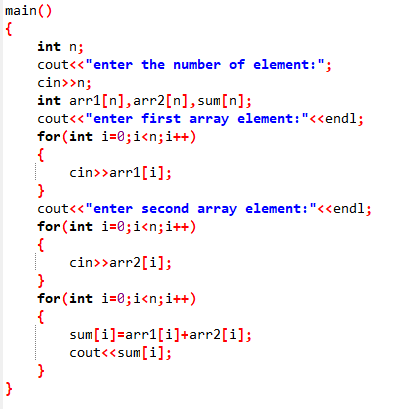 main()
{
int n;
cout<<"enter the number of element:";
cin>>n;
int arr1[n],arr2[n],sum[n];
cout<<"enter first array element:"<<endl;
for(int i=0;i<n;i++)
{
cin>>arr1[i];
}
cout<<"enter second array element:"<<endl;
for(int i=0;i<n;i++)
{
cin>>arr2[i];
}
for(int i=0;i<n;i++)
{
sum[i]=arr1[i]+arr2[i];
cout<<sum[i];
}
}